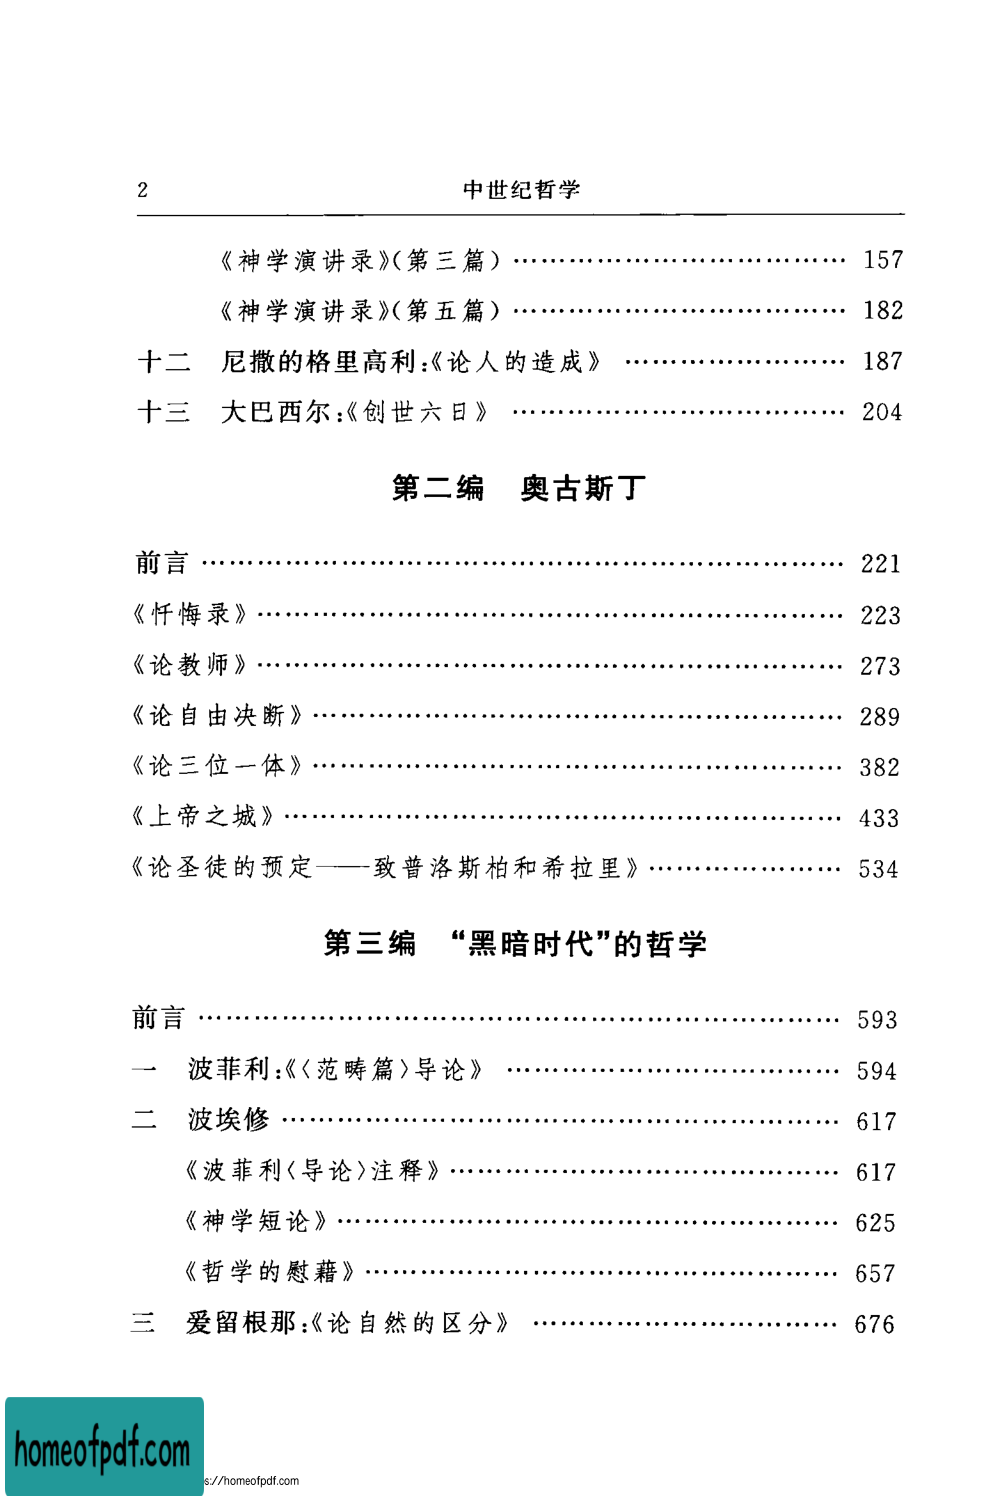 2 中世纪哲学
《神学演讲录》(第三篇) …………………………… 157
《神学演讲录》(第五篇) …………………………… 182
十二 尼撒的格里高利:《论人的造成》 ………………… 187
十三 大巴西尔:《创世六日》 …………………………… 204
第二编 奥古斯丁
前言 ………………………………………………………… 221
《忏悔录》…………………………………………………… 223
《论教师》…………………………………………………… 273
《论自由决断》……………………………………………… 289
《论三位一体》……………………………………………… 382
《上帝之城》………………………………………………… 433
《论圣徒的预定——致普洛斯柏和希拉里》………………… 534
第三编 “黑暗时代”的哲学
前言 ………………………………………………………… 593
一 波菲利:《〈范畴篇〉导论》 …………………………… 594
二 波埃修 ………………………………………………… 617
《波菲利〈导论〉注释》………………………………… 617
《神学短论》…………………………………………… 625
《哲学的慰藉》………………………………………… 657
三 爱留根那:《论自然的区分》 ………………………… 676
homeofpdf.com
s://homeofpdf.com